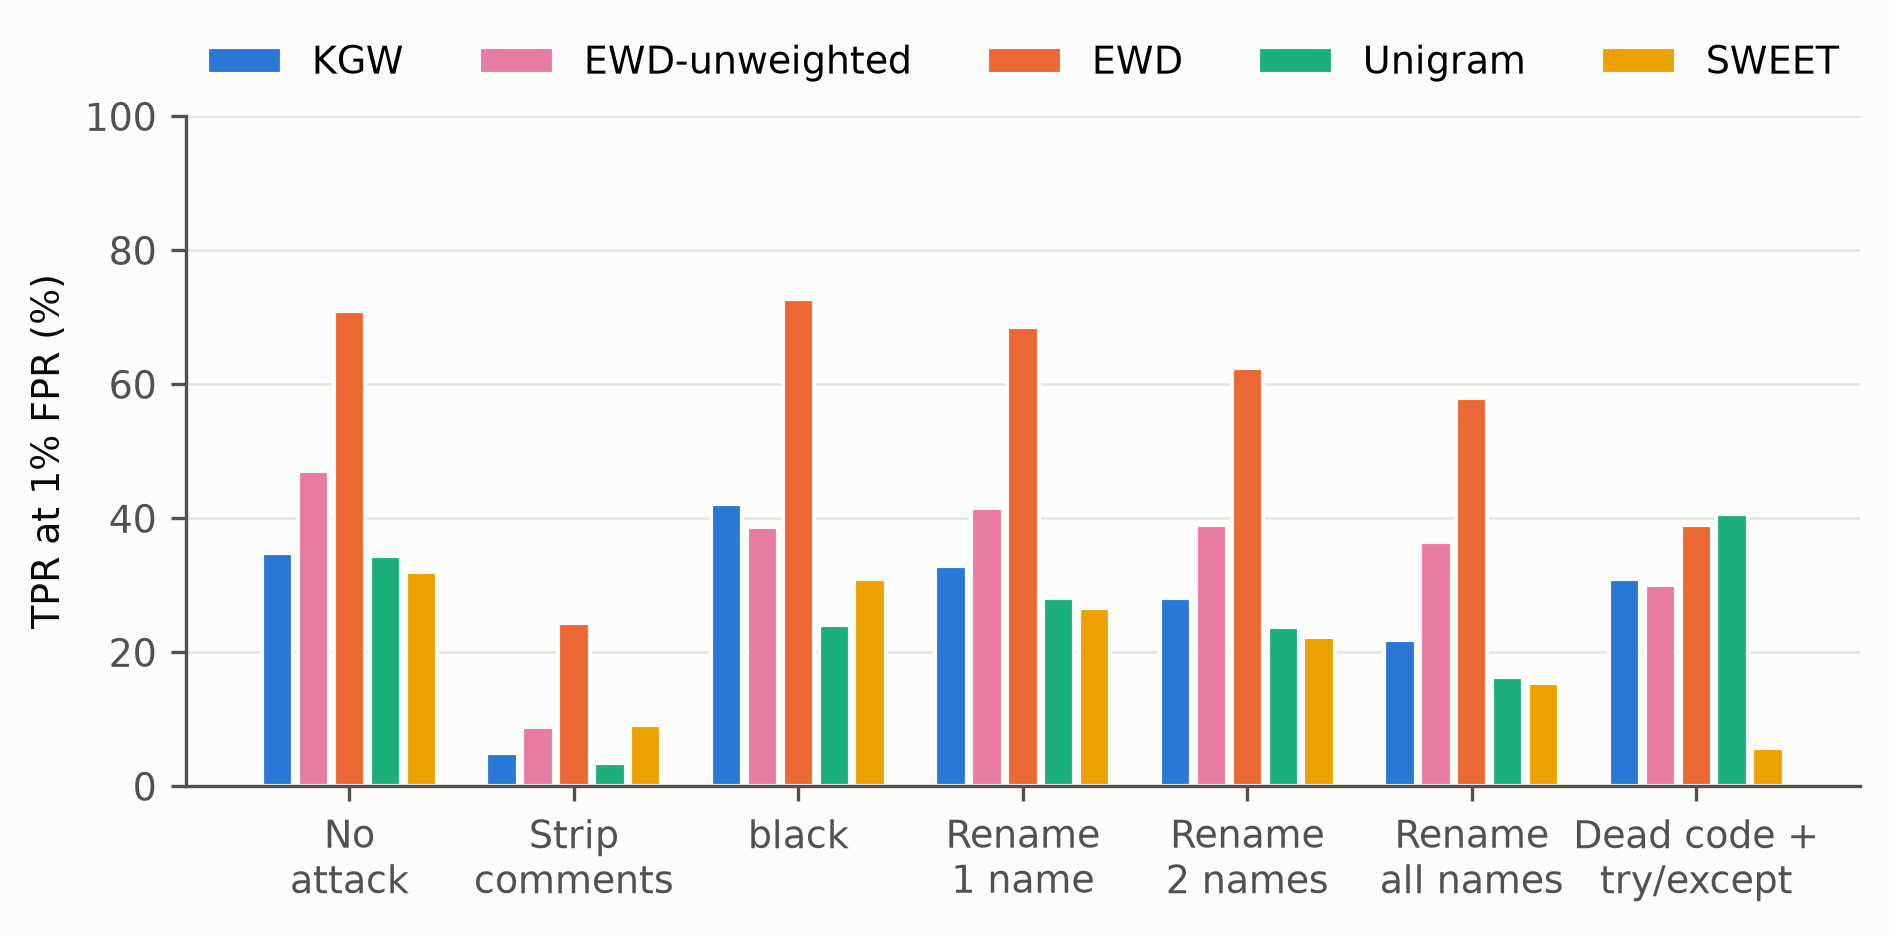 KGW EWD-unweighted EWD Unigram SWEET
TPR at 1% FPR (%)
100
80
60
40
20
0
No attack
Strip comments
black
Rename 1 name
Rename 2 names
Rename all names
Dead code + try/except